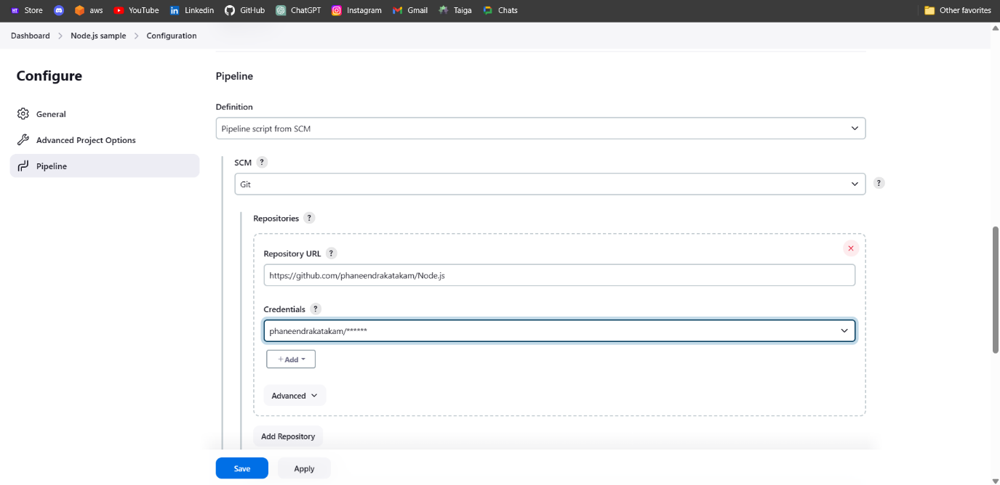 Store aws YouTube Linkedin GitHub ChatGPT Instagram Gmail Taiga Chats Other favorites
Dashboard > Node.js sample > Configuration
Configure
General
Advanced Project Options
Pipeline
Pipeline
Definition
Pipeline script from SCM
SCM ?
Git
?
Repositories ?
Repository URL ?
https://github.com/phaneendrakatakam/Node.js
Credentials ?
phaneendrakatakam/******
+ Add
Advanced
Add Repository
Save Apply